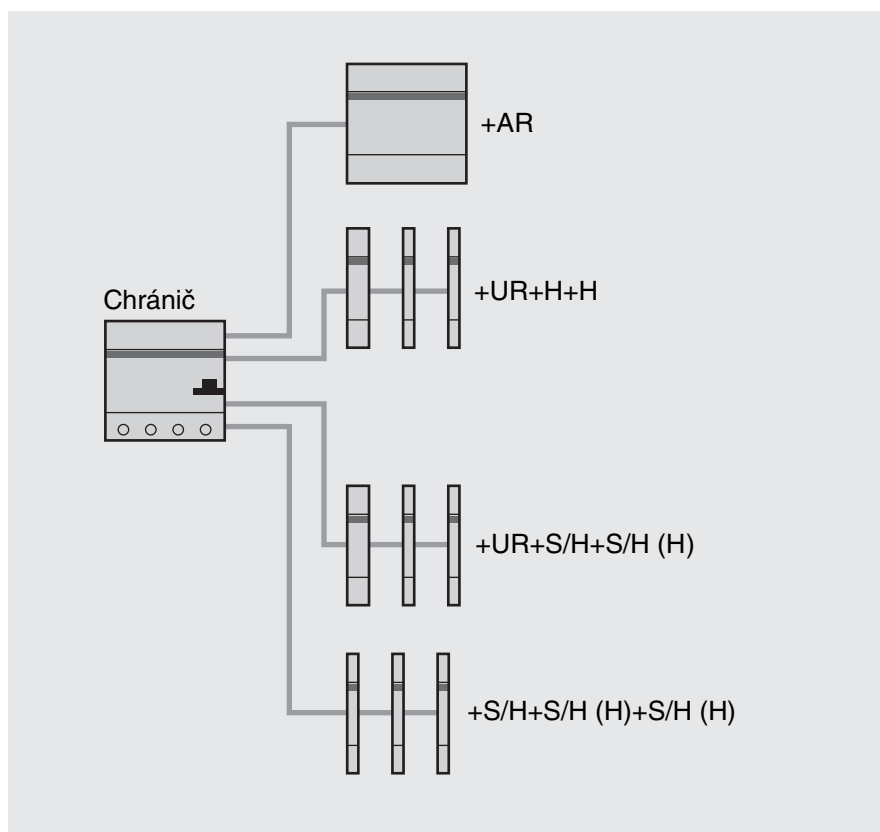 +AR
+UR+H+H
Chránič
+UR+S/H+S/H (H)
+S/H+S/H (H)+S/H (H)